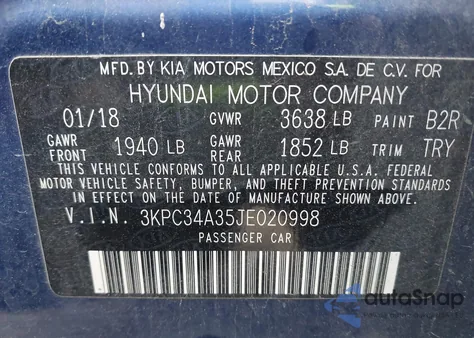 MFD. BY KIA MOTORS MEXICO S.A. DE C.V. FOR
HYUNDAI MOTOR COMPANY
01/18 GVWR 3638 LB PAINT B2R
GAWR FRONT 1940 LB GAWR REAR 1852 LB TRIM TRY
THIS VEHICLE CONFORMS TO ALL APPLICABLE U.S. FEDERAL
MOTOR VEHICLE SAFETY, BUMPER, AND THEFT PREVENTION STANDARDS
IN EFFECT ON THE DATE OF MANUFACTURE SHOWN ABOVE.
V.I.N. 3KPC34A35JE020998
PASSENGER CAR
autoSnap